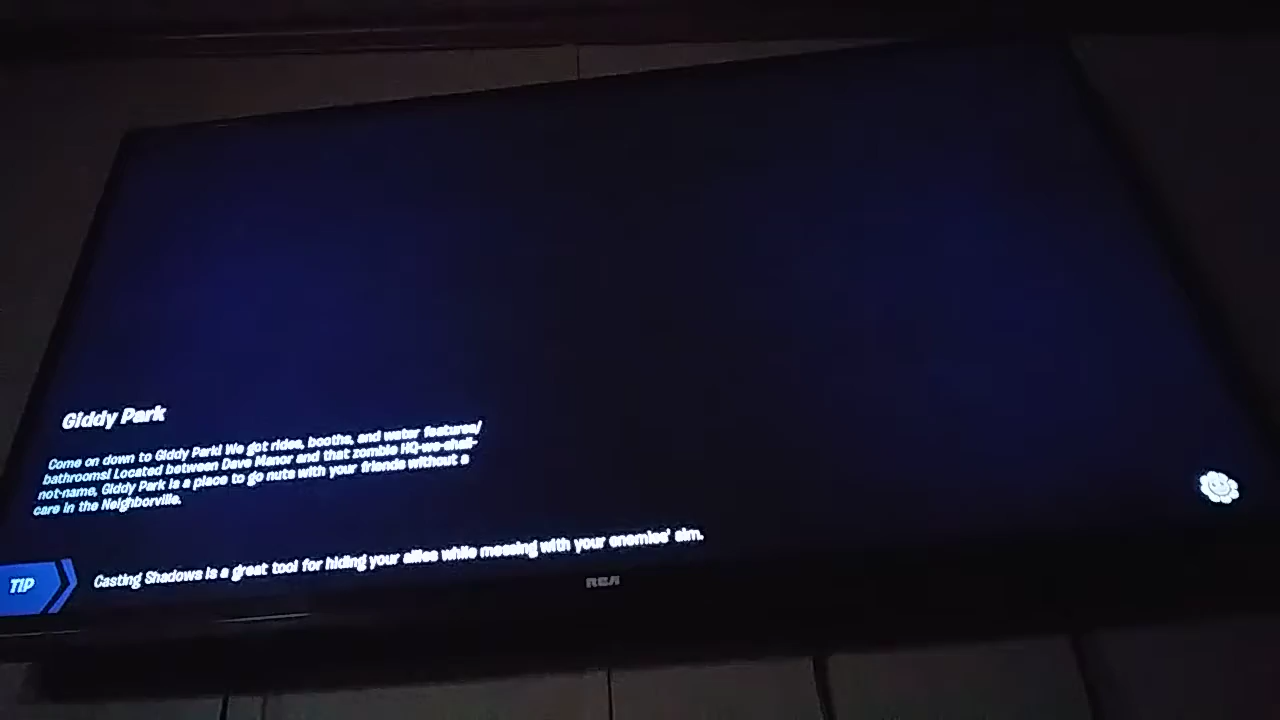 Giddy Park
Come on down to Giddy Park! We got rides, booths, and water features/
bathrooms! Located between Dave Manor and that zombie HQ-we-shall-
not-name, Giddy Park is a place to go nuts with your friends without a
care in the Neighborville.
TIP
Casting Shadows is a great tool for hiding your allies while messing with your enemies' aim.
RCA